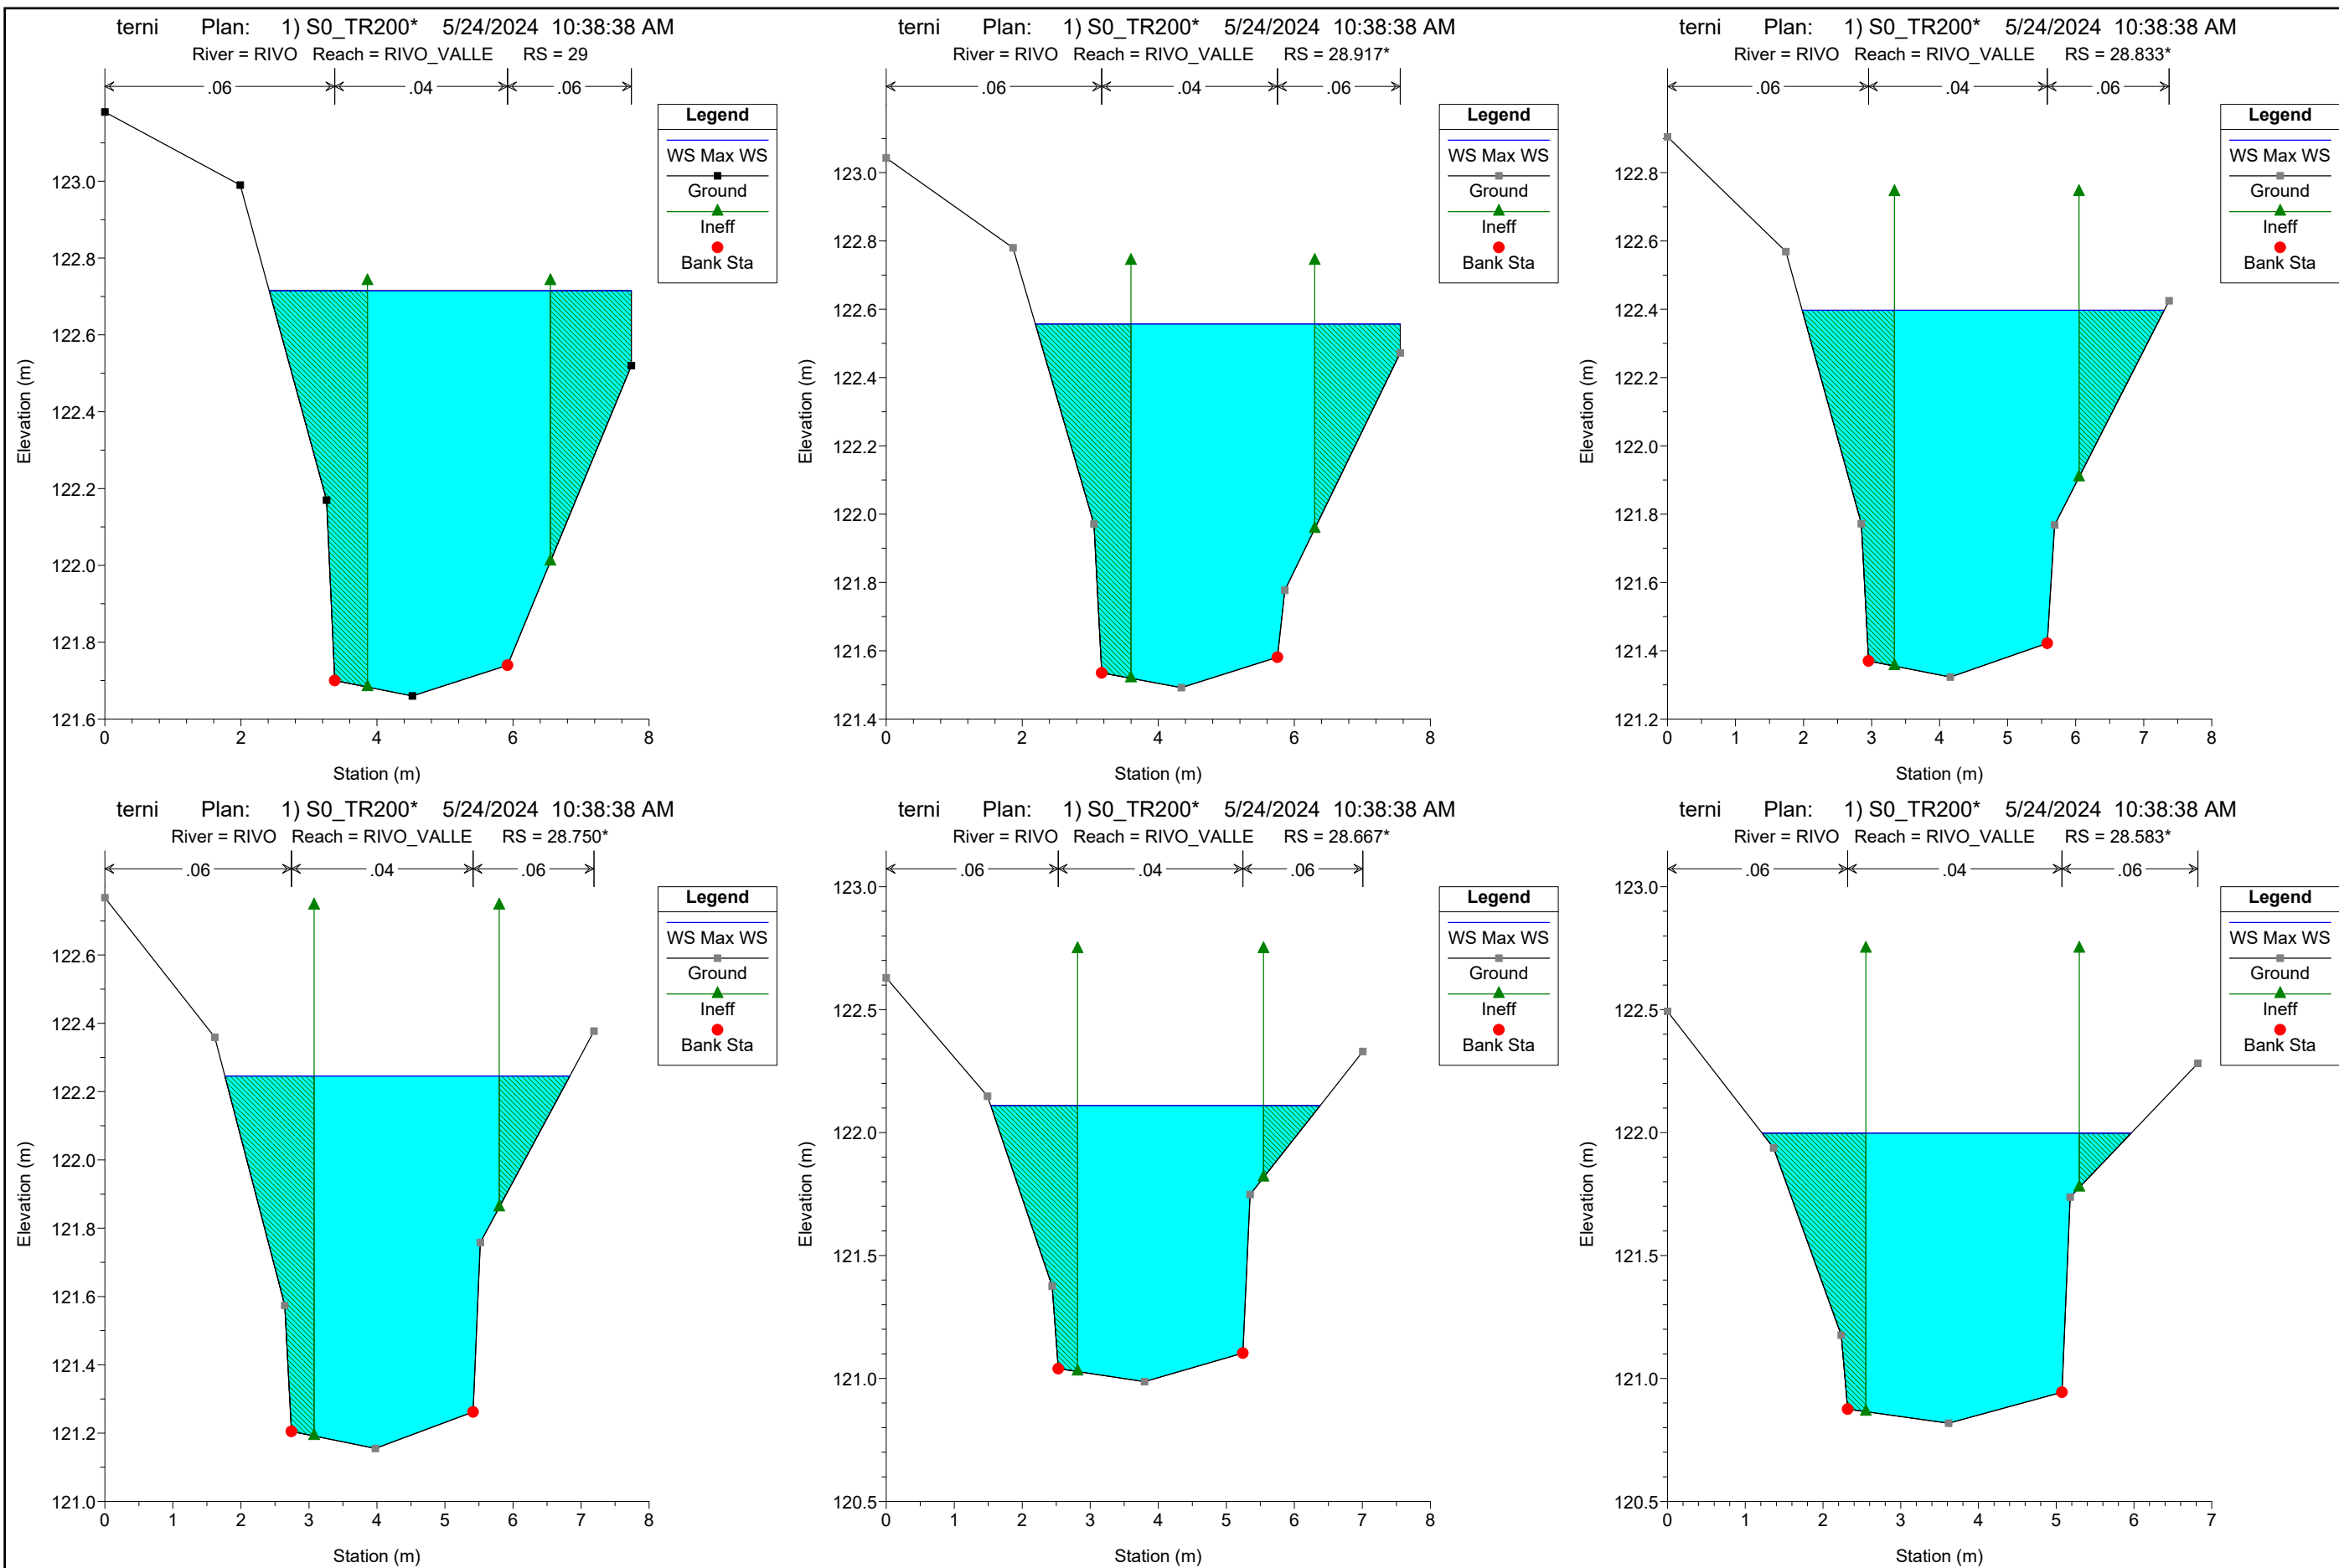 terni Plan: 1) S0_TR200* 5/24/2024 10:38:38 AM
River = RIVO Reach = RIVO_VALLE RS = 29
.06 .04 .06
Legend
WS Max WS
Ground
Ineff
Bank Sta
123.0
122.8
122.6
122.4
122.2
122.0
121.8
121.6
Elevation (m)
0 2 4 6 8
Station (m)
terni Plan: 1) S0_TR200* 5/24/2024 10:38:38 AM
River = RIVO Reach = RIVO_VALLE RS = 28.917*
.06 .04 .06
Legend
WS Max WS
Ground
Ineff
Bank Sta
123.0
122.8
122.6
122.4
122.2
122.0
121.8
121.6
121.4
Elevation (m)
0 2 4 6 8
Station (m)
terni Plan: 1) S0_TR200* 5/24/2024 10:38:38 AM
River = RIVO Reach = RIVO_VALLE RS = 28.833*
.06 .04 .06
Legend
WS Max WS
Ground
Ineff
Bank Sta
122.8
122.6
122.4
122.2
122.0
121.8
121.6
121.4
121.2
Elevation (m)
0 1 2 3 4 5 6 7 8
Station (m)
terni Plan: 1) S0_TR200* 5/24/2024 10:38:38 AM
River = RIVO Reach = RIVO_VALLE RS = 28.750*
.06 .04 .06
Legend
WS Max WS
Ground
Ineff
Bank Sta
122.6
122.4
122.2
122.0
121.8
121.6
121.4
121.2
121.0
Elevation (m)
0 1 2 3 4 5 6 7 8
Station (m)
terni Plan: 1) S0_TR200* 5/24/2024 10:38:38 AM
River = RIVO Reach = RIVO_VALLE RS = 28.667*
.06 .04 .06
Legend
WS Max WS
Ground
Ineff
Bank Sta
123.0
122.5
122.0
121.5
121.0
120.5
Elevation (m)
0 1 2 3 4 5 6 7 8
Station (m)
terni Plan: 1) S0_TR200* 5/24/2024 10:38:38 AM
River = RIVO Reach = RIVO_VALLE RS = 28.583*
.06 .04 .06
Legend
WS Max WS
Ground
Ineff
Bank Sta
123.0
122.5
122.0
121.5
121.0
120.5
Elevation (m)
0 1 2 3 4 5 6 7
Station (m)